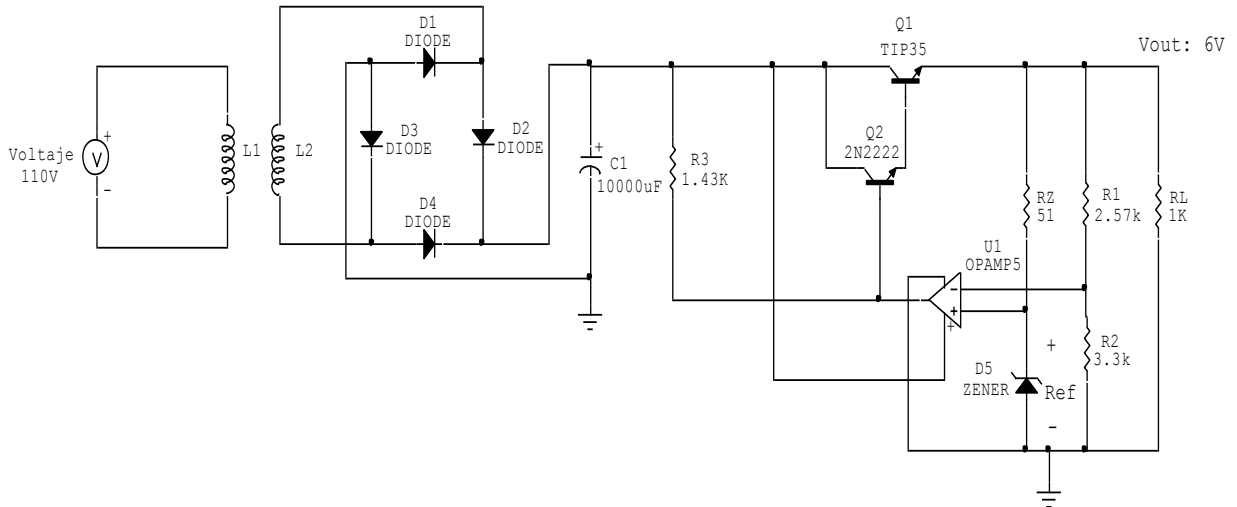 D1
DIODE
Q1
TIP35
Vout: 6V
Voltaje
110V
+
V
-
L1
L2
D3
DIODE
D2
DIODE
+
C1
10000uF
R3
1.43K
Q2
2N2222
RZ
51
R1
2.57k
RL
1K
D4
DIODE
U1
OPAMP5
-
+
+
R2
3.3k
D5
ZENER
+
Ref
-